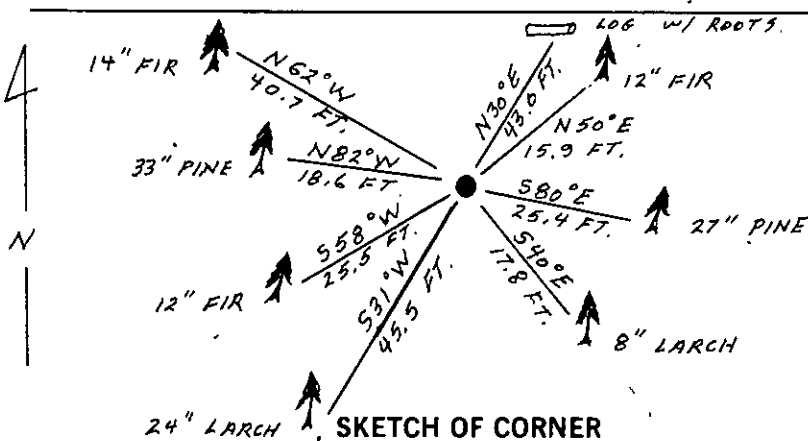 LOG W/ ROOTS.
14" FIR
N62°W
40.7 FT.
N30°E
43.0 FT.
12" FIR
N50°E
15.9 FT.
33" PINE
N82°W
18.6 FT
S80°E
25.4 FT.
27" PINE
N
S58°W
25.5 FT.
S40°E
17.8 FT.
12" FIR
S31°W
45.5 FT.
8" LARCH
24" LARCH
SKETCH OF CORNER